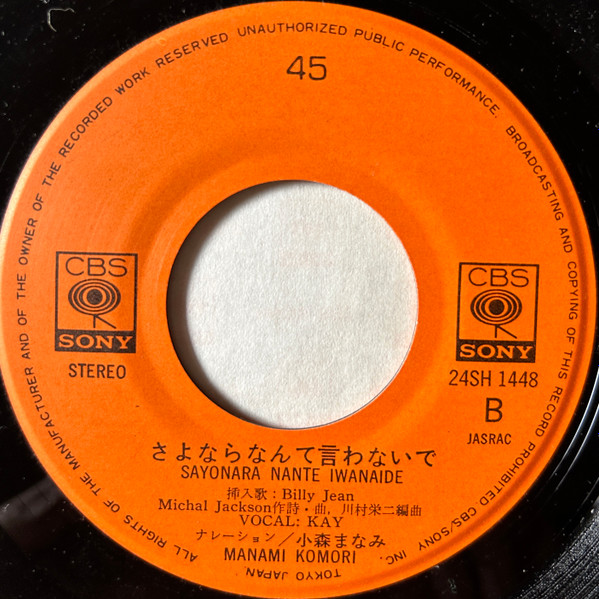 ALL RIGHTS OF THE MANUFACTURER AND OF THE OWNER OF THE RECORDED WORK RESERVED UNAUTHORIZED PUBLIC PERFORMANCE. BROADCASTING AND COPYING OF THIS RECORD PROHIBITED CBS/SONY INC. TOKYO JAPAN.
45
CBS
SONY
STEREO
CBS
SONY
24SH 1448
B
JASRAC
さよならなんて言わないで
SAYONARA NANTE IWANAIDE
挿入歌：Billy Jean
Michal Jackson作詩・曲，川村栄二編曲
VOCAL: KAY
ナレーション／小森まなみ
MANAMI KOMORI